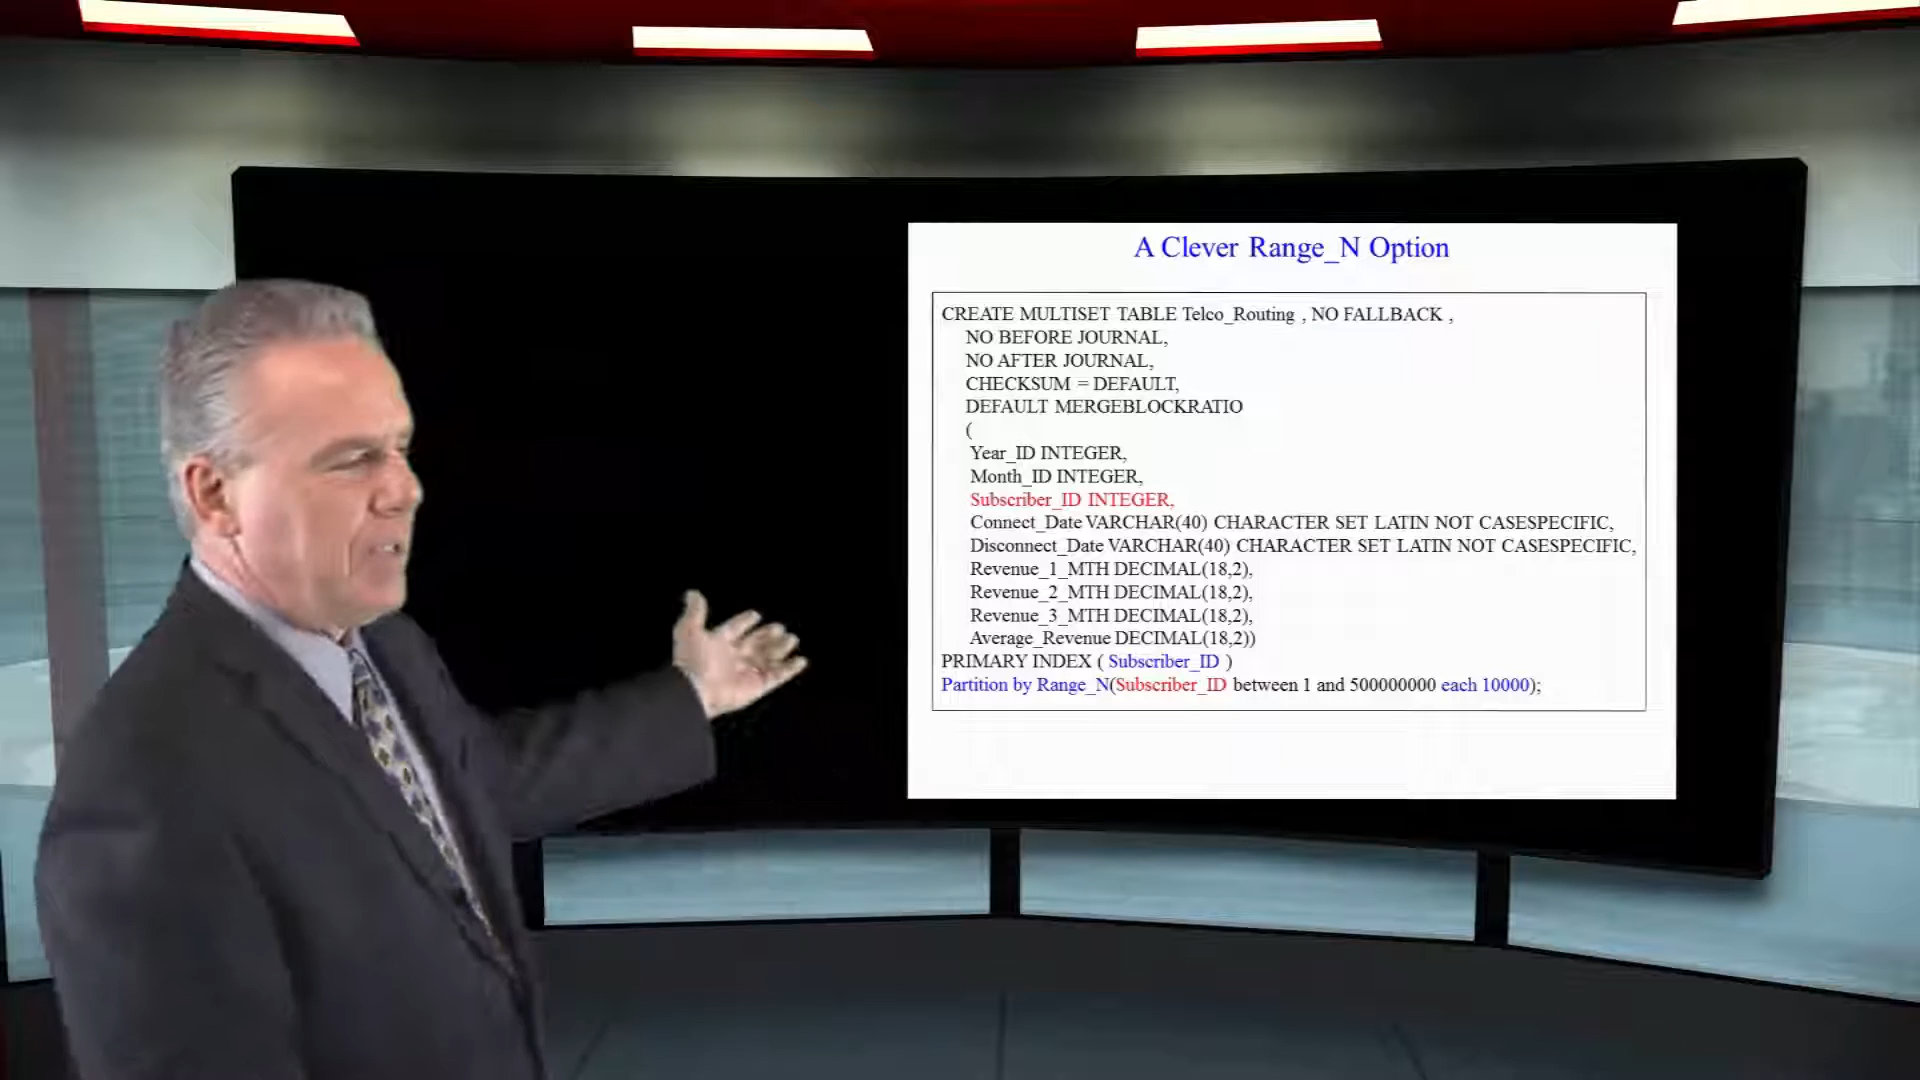 A Clever Range_N Option
CREATE MULTISET TABLE Telco_Routing , NO FALLBACK ,
NO BEFORE JOURNAL,
NO AFTER JOURNAL,
CHECKSUM = DEFAULT,
DEFAULT MERGEBLOCKRATIO
(
Year_ID INTEGER,
Month_ID INTEGER,
Subscriber_ID INTEGER,
Connect_Date VARCHAR(40) CHARACTER SET LATIN NOT CASESPECIFIC,
Disconnect_Date VARCHAR(40) CHARACTER SET LATIN NOT CASESPECIFIC,
Revenue_1_MTH DECIMAL(18,2),
Revenue_2_MTH DECIMAL(18,2),
Revenue_3_MTH DECIMAL(18,2),
Average_Revenue DECIMAL(18,2))
PRIMARY INDEX ( Subscriber_ID )
Partition by Range_N(Subscriber_ID between 1 and 500000000 each 10000);